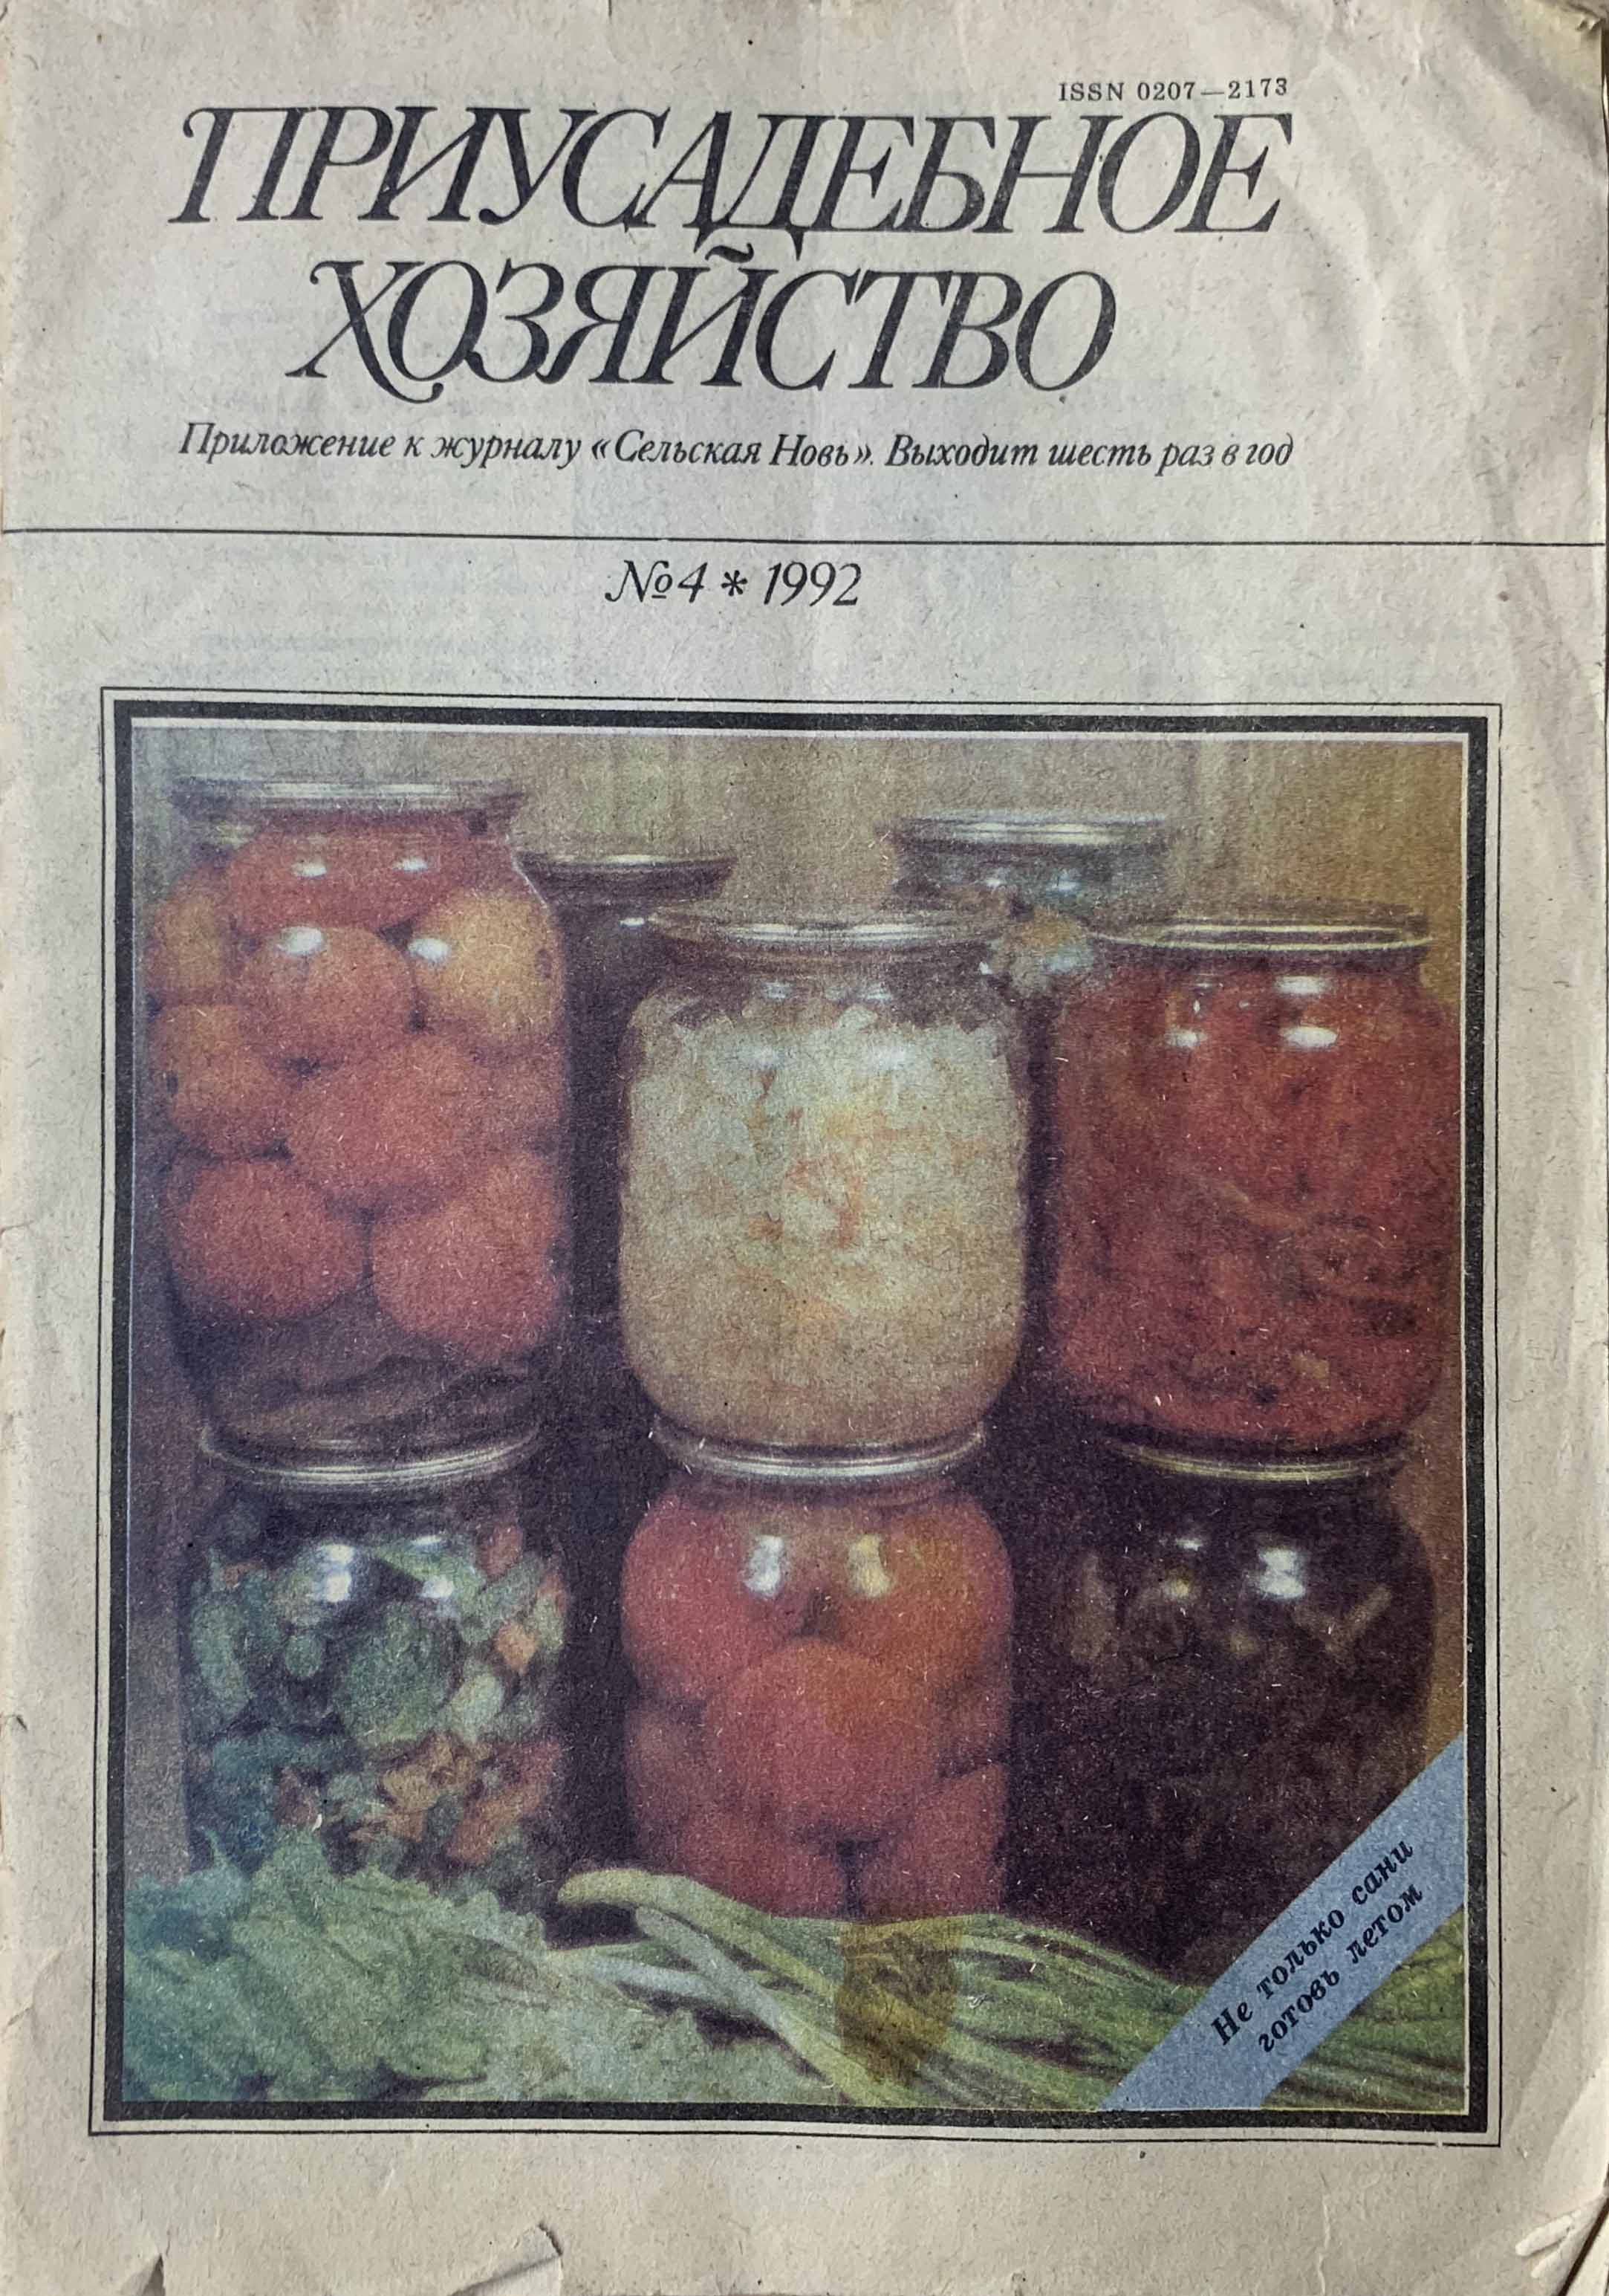 ISSN 0207—2173
ПРИУСАДЕБНОЕ
ХОЗЯЙСТВО
Приложение к журналу «Сельская Новь». Выходит шесть раз в год
№4 * 1992
Не только сани
готовь летом